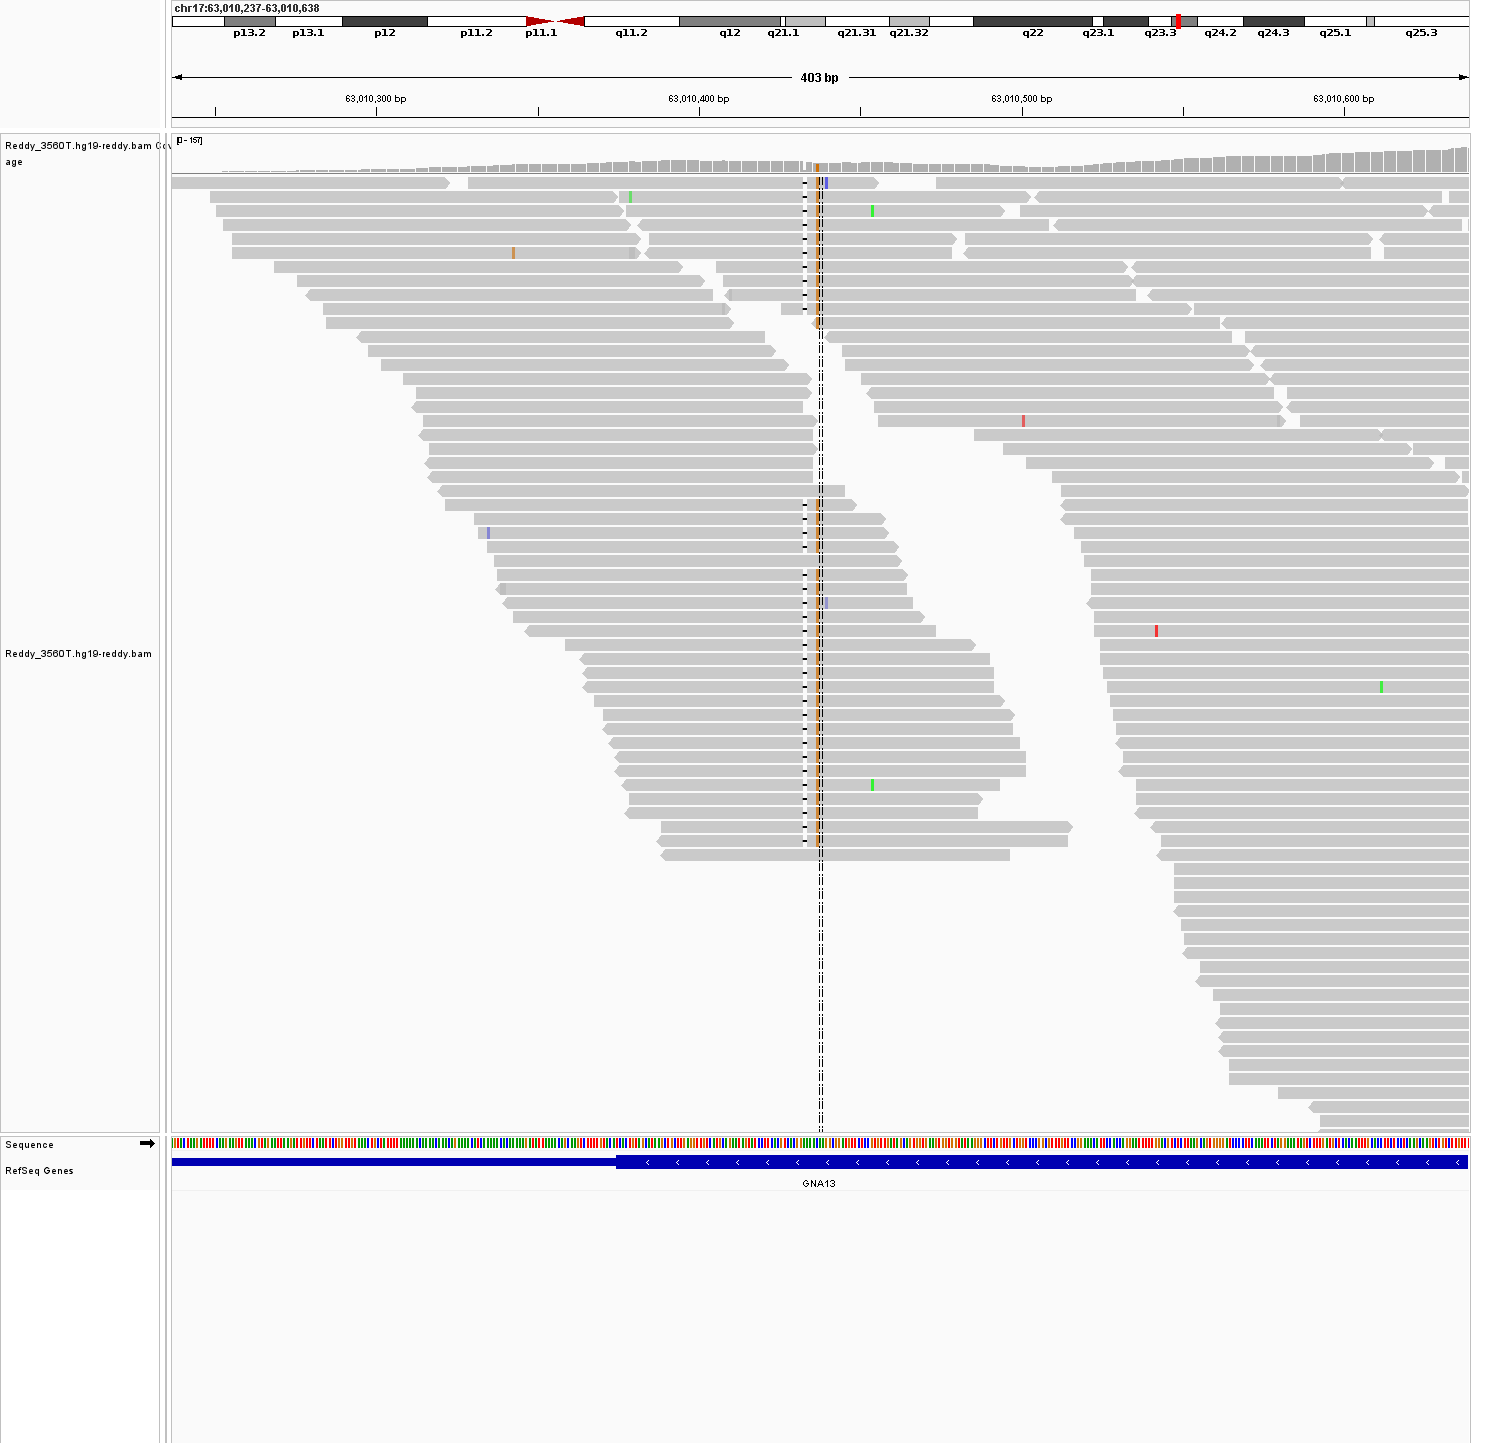 chr17:63,010,237-63,010,638
p13.2 p13.1 p12 p11.2 p11.1 q11.2 q12 q21.1 q21.31 q21.32 q22 q23.1 q23.3 q24.2 q24.3 q25.1 q25.3
403 bp
63,010,300 bp 63,010,400 bp 63,010,500 bp 63,010,600 bp
[0 - 157]
Reddy_3560T.hg19-reddy.bam Cov
age
Reddy_3560T.hg19-reddy.bam
Sequence
RefSeq Genes
GNA13